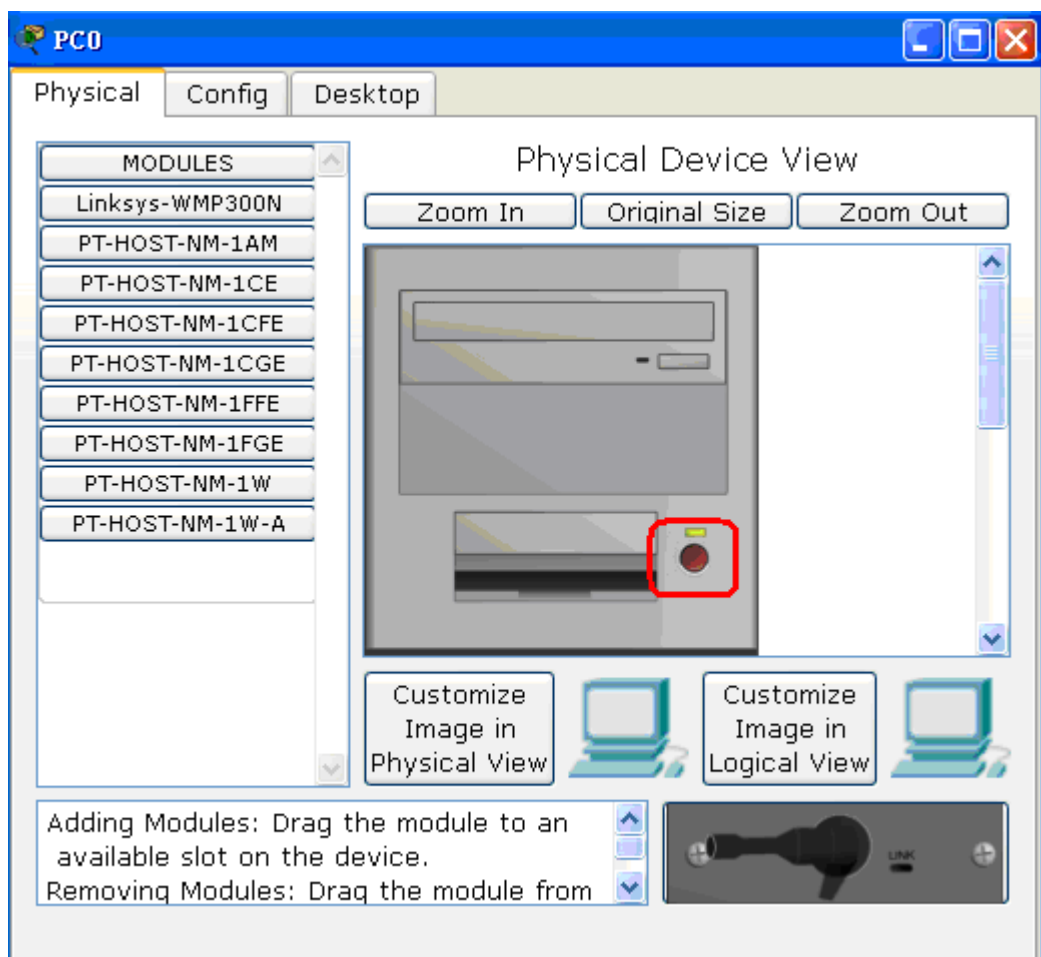 PC0
Physical Config Desktop
MODULES
Linksys-WMP300N
PT-HOST-NM-1AM
PT-HOST-NM-1CE
PT-HOST-NM-1CFE
PT-HOST-NM-1CGE
PT-HOST-NM-1FFE
PT-HOST-NM-1FGE
PT-HOST-NM-1W
PT-HOST-NM-1W-A
Physical Device View
Zoom In Original Size Zoom Out
Customize
Image in
Physical View
Customize
Image in
Logical View
Adding Modules: Drag the module to an
available slot on the device.
Removing Modules: Drag the module from
LINK